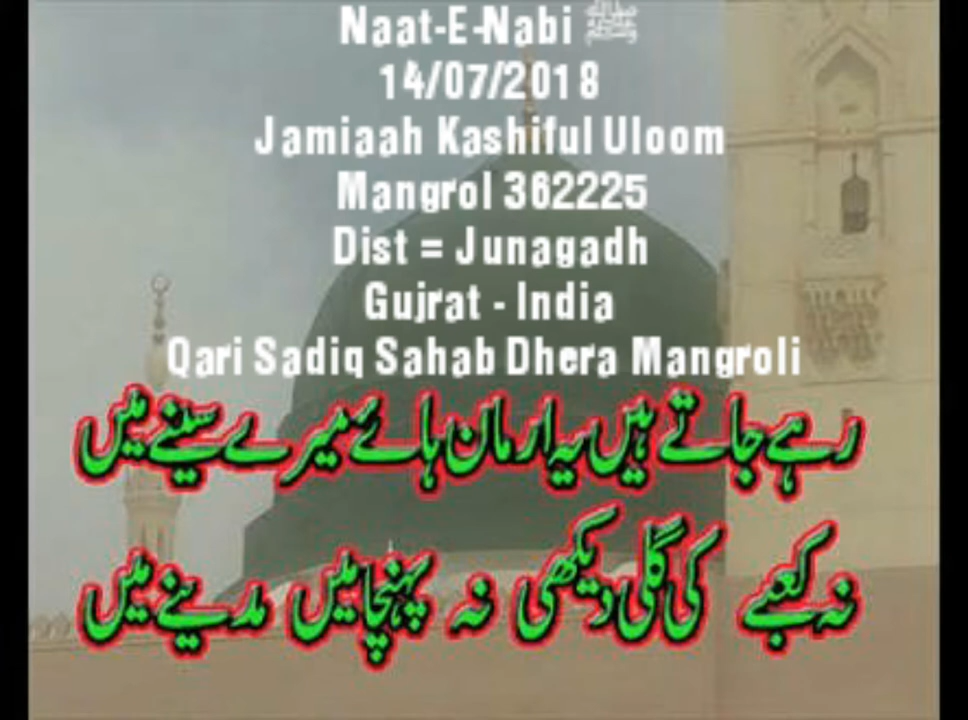 Naat-E-Nabi ﷺ
14/07/2018
Jamiaah Kashiful Uloom
Mangrol 362225
Dist = Junagadh
Gujrat - India
Qari Sadiq Sahab Dhera Mangroli
رہے جاتے ہیں یہ ارمان ہائے میرے سینے میں
نہ کعبے کی گلی دیکھی نہ پہنچا میں مدینے میں